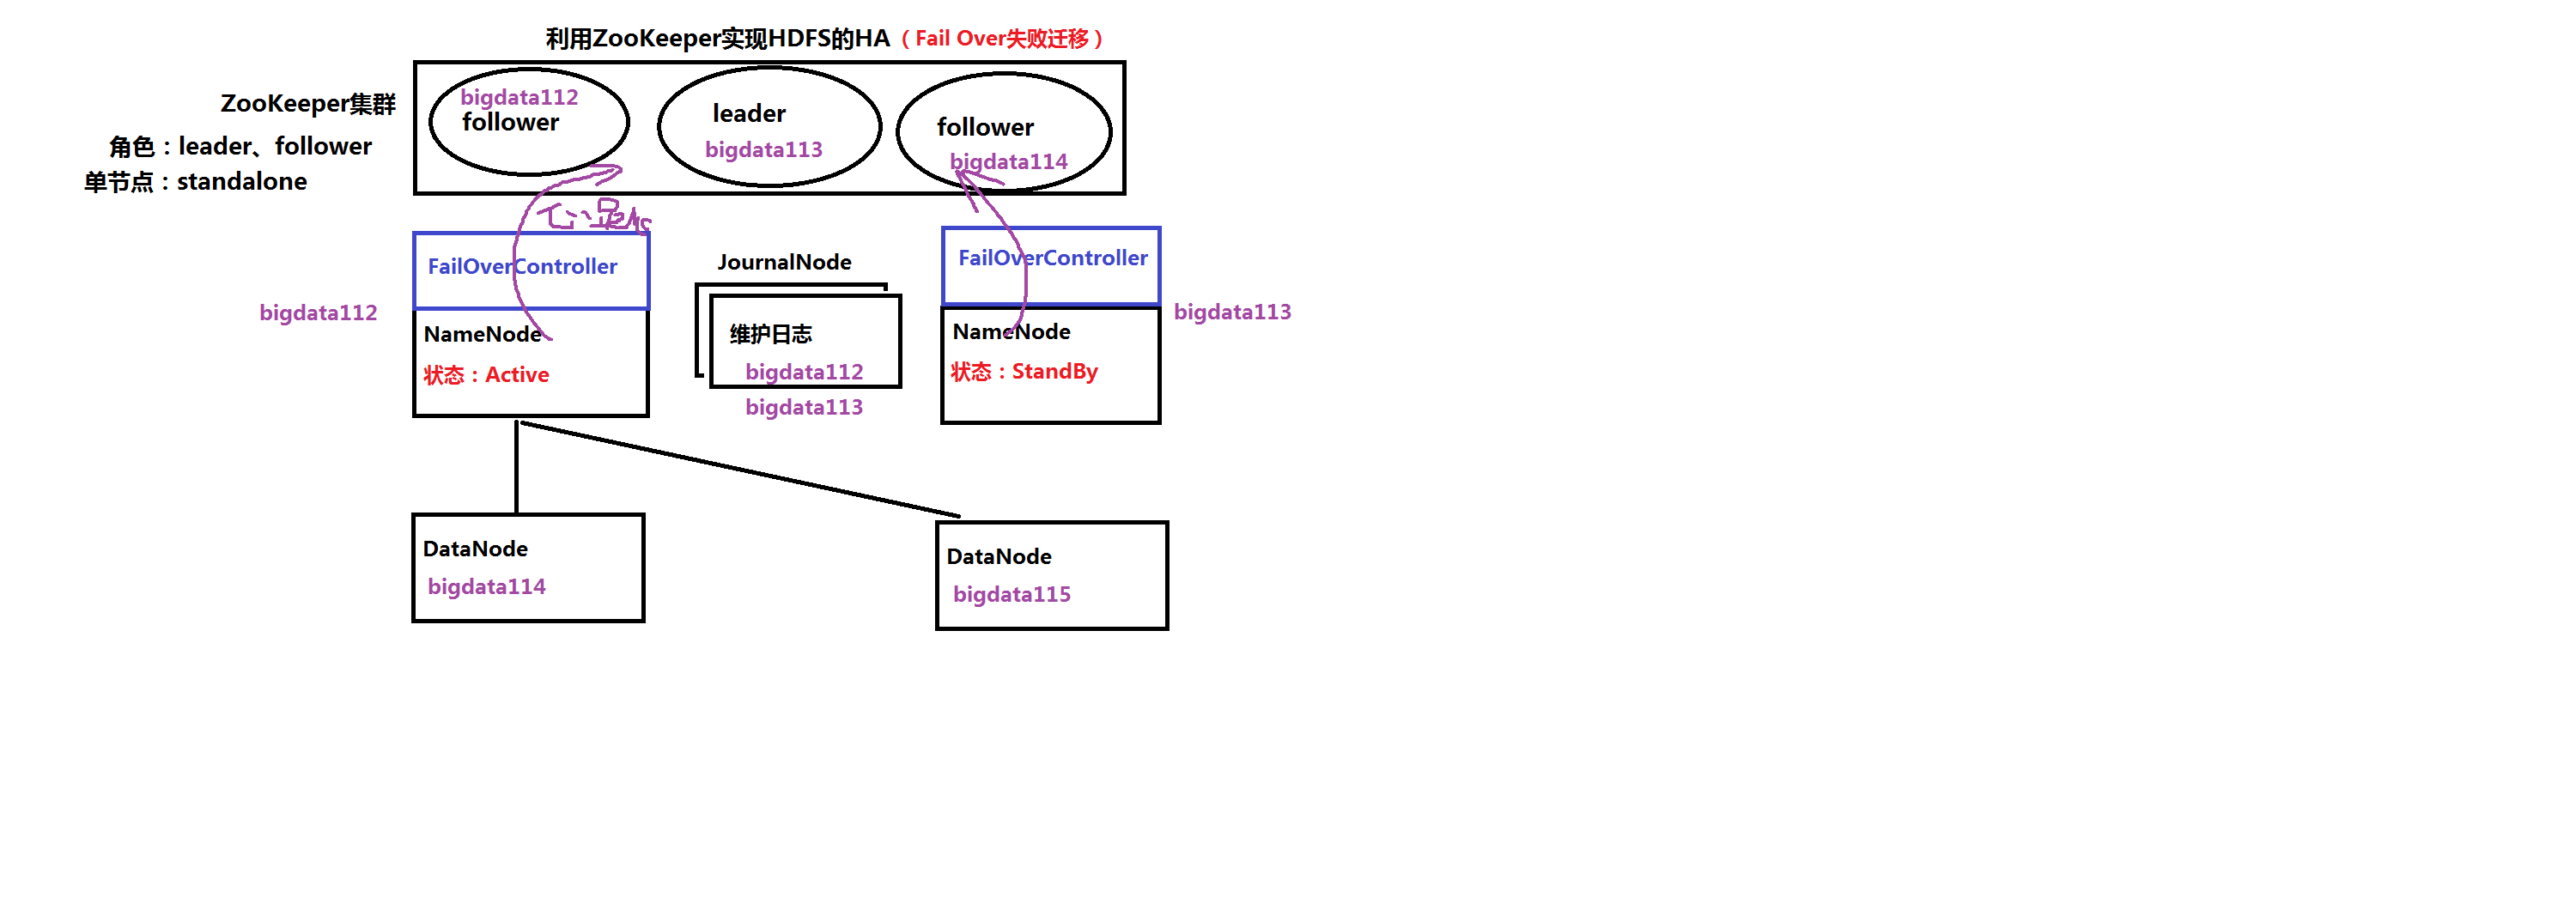 利用ZooKeeper实现HDFS的HA（Fail Over失败迁移）
ZooKeeper集群
角色：leader、follower
单节点：standalone
bigdata112
follower
leader
bigdata113
follower
bigdata114
FailOverController
bigdata112
NameNode
状态：Active
JournalNode
维护日志
bigdata112
bigdata113
FailOverController
bigdata113
NameNode
状态：StandBy
DataNode
bigdata114
DataNode
bigdata115